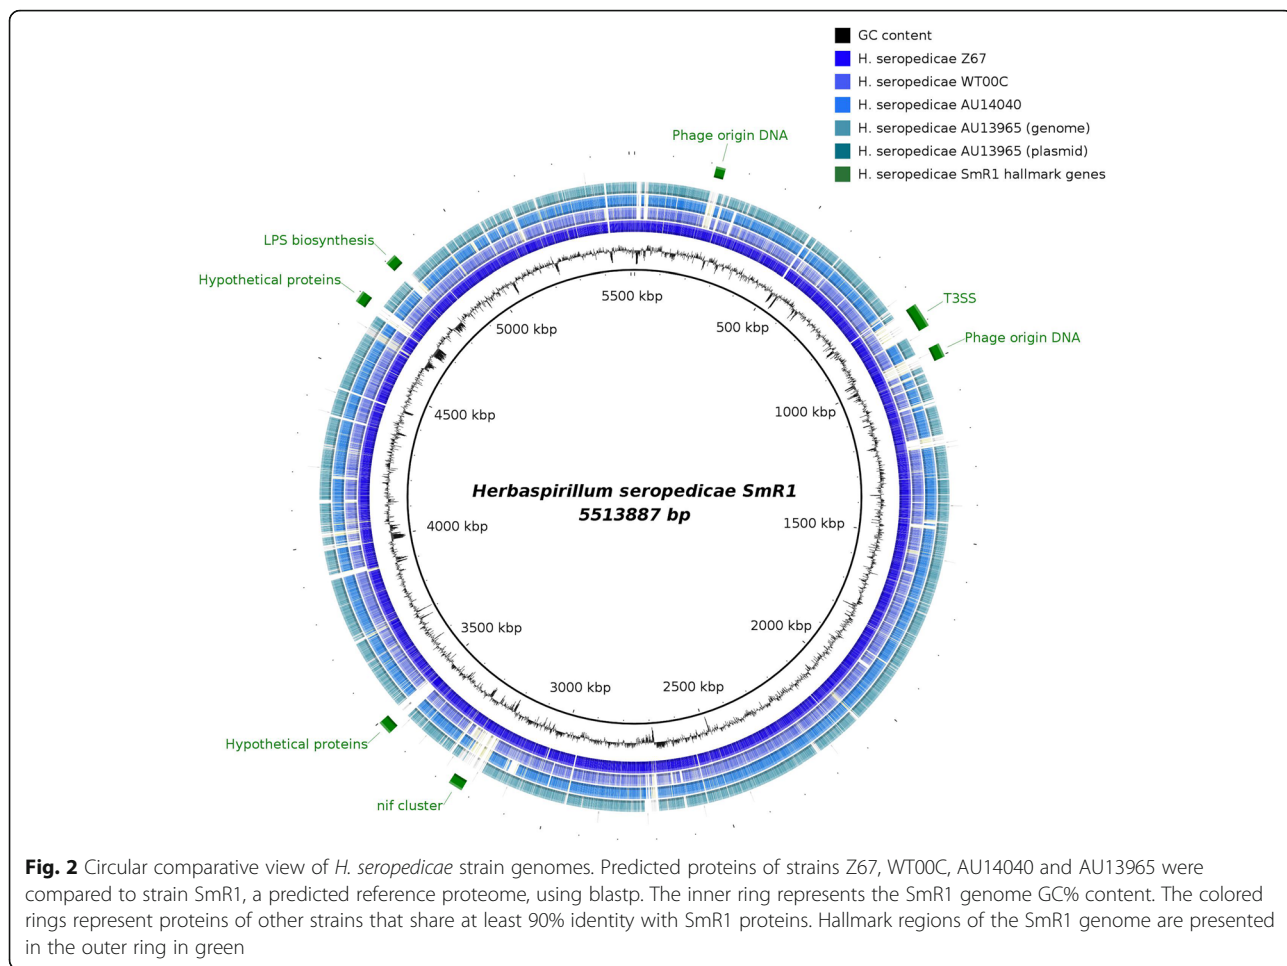 GC content
H. seropedicae Z67
H. seropedicae WT00C
H. seropedicae AU14040
H. seropedicae AU13965 (genome)
H. seropedicae AU13965 (plasmid)
H. seropedicae SmR1 hallmark genes
Phage origin DNA
LPS biosynthesis
Hypothetical proteins
T3SS
Phage origin DNA
5500 kbp
5000 kbp
500 kbp
4500 kbp
1000 kbp
Herbaspirillum seropedicae SmR1
5513887 bp
4000 kbp
1500 kbp
3500 kbp
2000 kbp
3000 kbp
2500 kbp
Hypothetical proteins
nif cluster
Fig. 2 Circular comparative view of H. seropedicae strain genomes. Predicted proteins of strains Z67, WT00C, AU14040 and AU13965 were
compared to strain SmR1, a predicted reference proteome, using blastp. The inner ring represents the SmR1 genome GC% content. The colored
rings represent proteins of other strains that share at least 90% identity with SmR1 proteins. Hallmark regions of the SmR1 genome are presented
in the outer ring in green